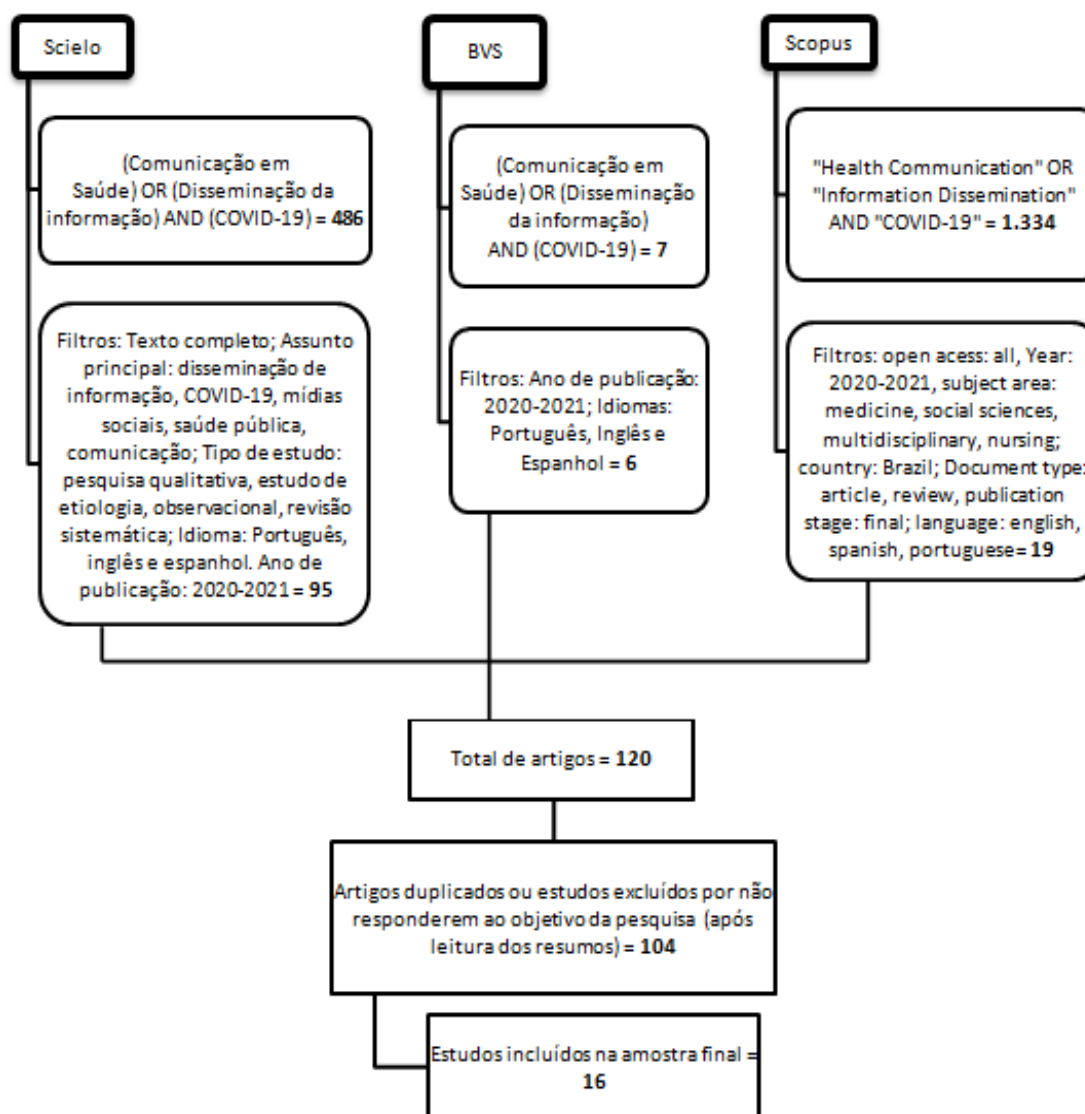 Scielo
(Comunicação em
Saúde) OR (Disseminação da
informação) AND (COVID-19) = 486
Filtros: Texto completo; Assunto
principal: disseminação de
informação, COVID-19, mídias
sociais, saúde pública,
comunicação; Tipo de estudo:
pesquisa qualitativa, estudo de
etiologia, observacional, revisão
sistemática; Idioma: Português,
inglês e espanhol. Ano de
publicação: 2020-2021 = 95
BVS
(Comunicação em
Saúde) OR (Disseminação
da informação)
AND (COVID-19) = 7
Filtros: Ano de publicação:
2020-2021; Idiomas:
Português, Inglês e
Espanhol = 6
Scopus
"Health Communication" OR
"Information Dissemination"
AND "COVID-19" = 1.334
Filtros: open acess: all, Year:
2020-2021, subject area:
medicine, social sciences,
multidisciplinary, nursing;
country: Brazil; Document type:
article, review, publication
stage: final; language: english,
spanish, portuguese= 19
Total de artigos = 120
Artigos duplicados ou estudos excluídos por não
responderem ao objetivo da pesquisa (após
leitura dos resumos) = 104
Estudos incluídos na amostra final =
16